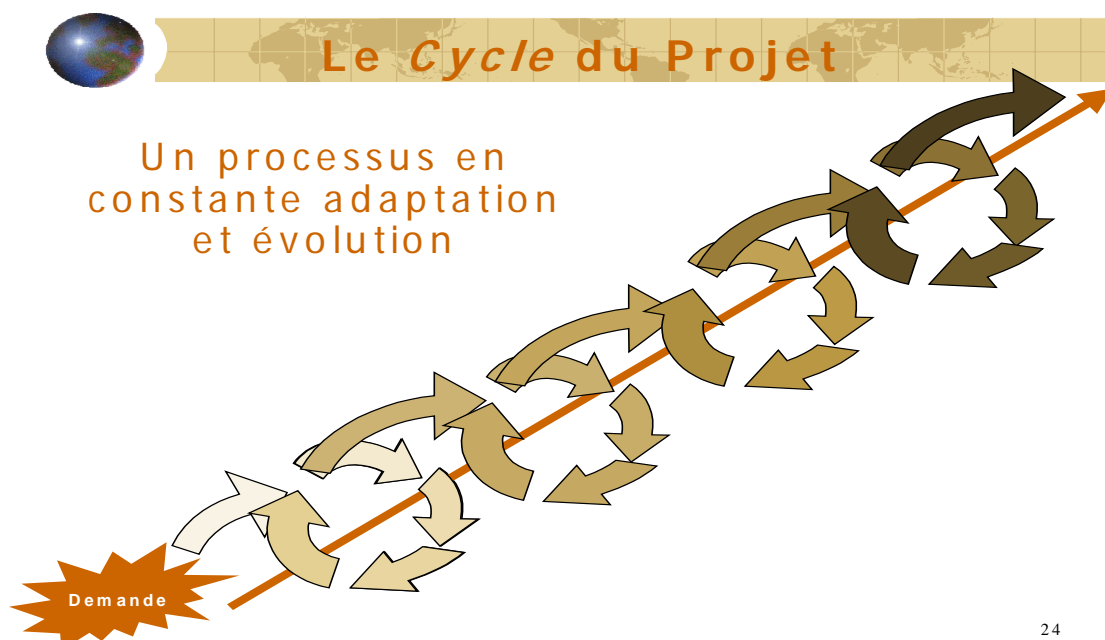 Le Cycle du Projet
Un processus en
constante adaptation
et évolution
Demande
24